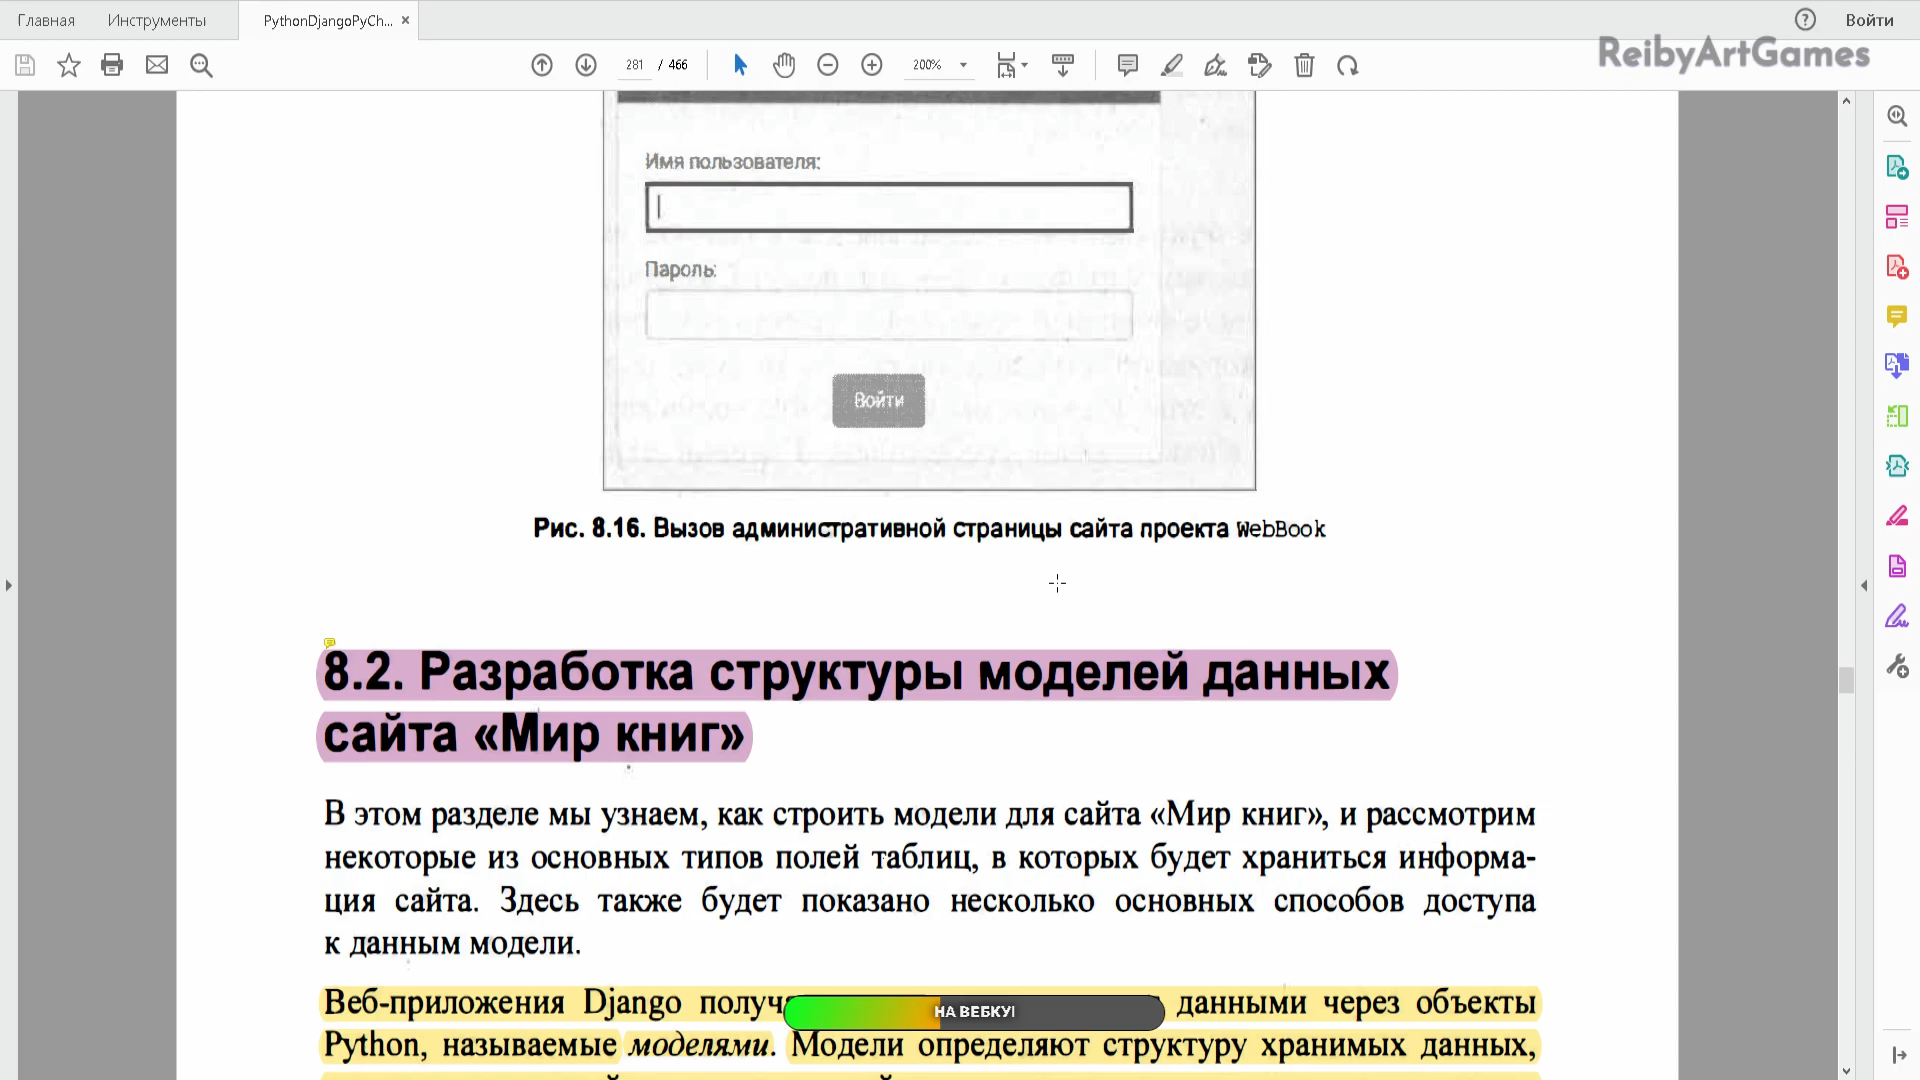 Главная Инструменты PythonDjangoPyCh... × ? Войти
281 / 466 200%
ReibyArtGames
Имя пользователя:
Пароль:
Войти
Рис. 8.16. Вызов административной страницы сайта проекта WebBook
8.2. Разработка структуры моделей данных
сайта «Мир книг»
В этом разделе мы узнаем, как строить модели для сайта «Мир книг», и рассмотрим
некоторые из основных типов полей таблиц, в которых будет храниться информа-
ция сайта. Здесь также будет показано несколько основных способов доступа
к данным модели.
Веб-приложения Django данными через объекты
НА ВЕБКУ!
Python, называемые моделями. Модели определяют структуру хранимых данных,